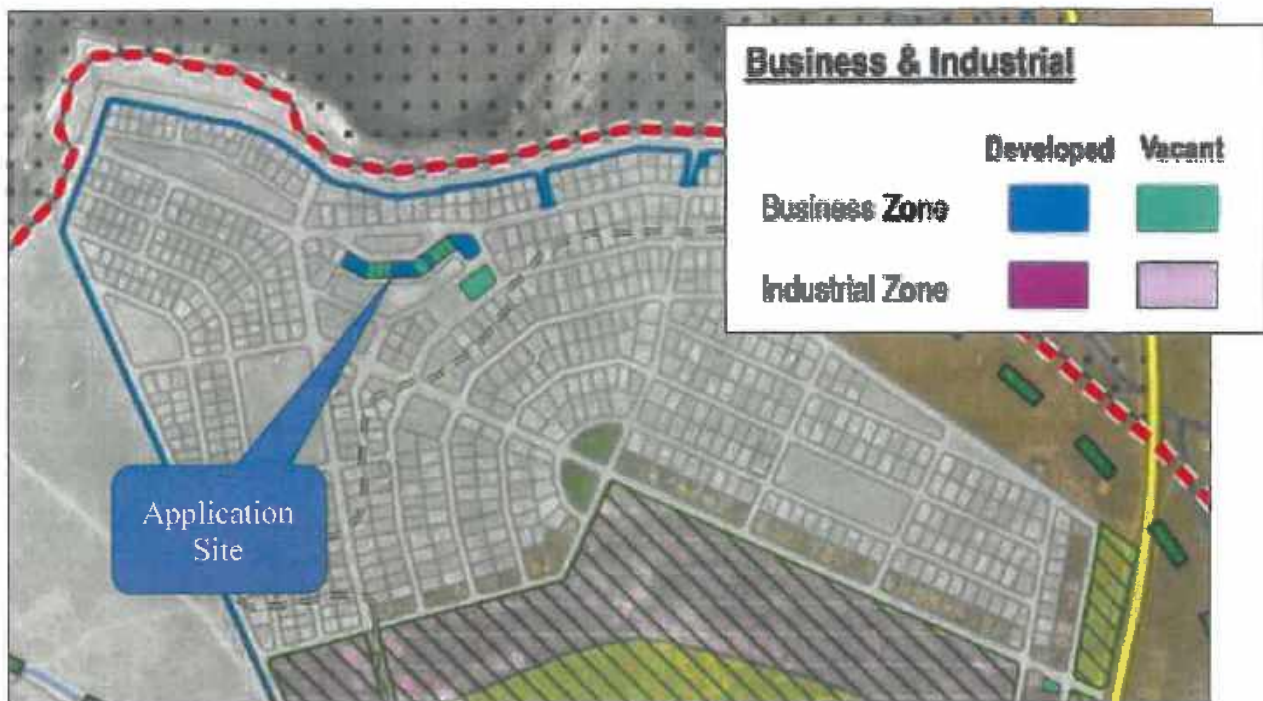 Business & Industrial
Developed Vacant
Business Zone
Industrial Zone
Application
Site